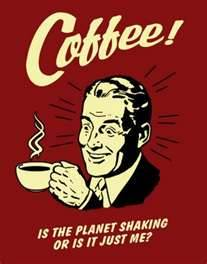 Coffee!
IS THE PLANET SHAKING
OR IS IT JUST ME?